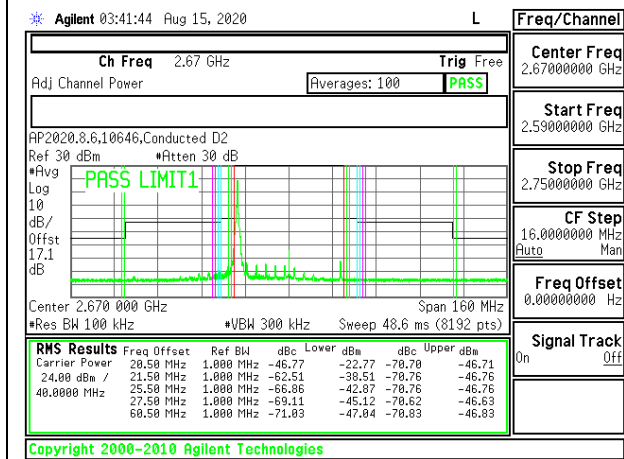 Agilent 03:41:44 Aug 15, 2020 L
Ch Freq 2.67 GHz Trig Free
Adj Channel Power Averages: 100 PASS
AP2020.8.6,10646,Conducted D2
Ref 30 dBm #Atten 30 dB
#Avg
Log
10
dB/
Offst
17.1
dB
PASS LIMIT1
Center 2.670 000 GHz Span 160 MHz
#Res BW 100 kHz #VBW 300 kHz Sweep 48.6 ms (8192 pts)
RMS Results Freq Offset Ref BW dBc Lower dBm dBc Upper dBm
Carrier Power 20.50 MHz 1.000 MHz -46.77 -22.77 -70.70 -46.71
24.00 dBm / 21.50 MHz 1.000 MHz -62.51 -38.51 -70.76 -46.76
40.0000 MHz 25.50 MHz 1.000 MHz -66.86 -42.87 -70.76 -46.76
27.50 MHz 1.000 MHz -69.11 -45.12 -70.62 -46.63
60.50 MHz 1.000 MHz -71.03 -47.04 -70.83 -46.83
Copyright 2000-2010 Agilent Technologies
Freq/Channel
Center Freq
2.67000000 GHz
Start Freq
2.59000000 GHz
Stop Freq
2.75000000 GHz
CF Step
16.0000000 MHz
Auto Man
Freq Offset
0.00000000 Hz
Signal Track
On Off